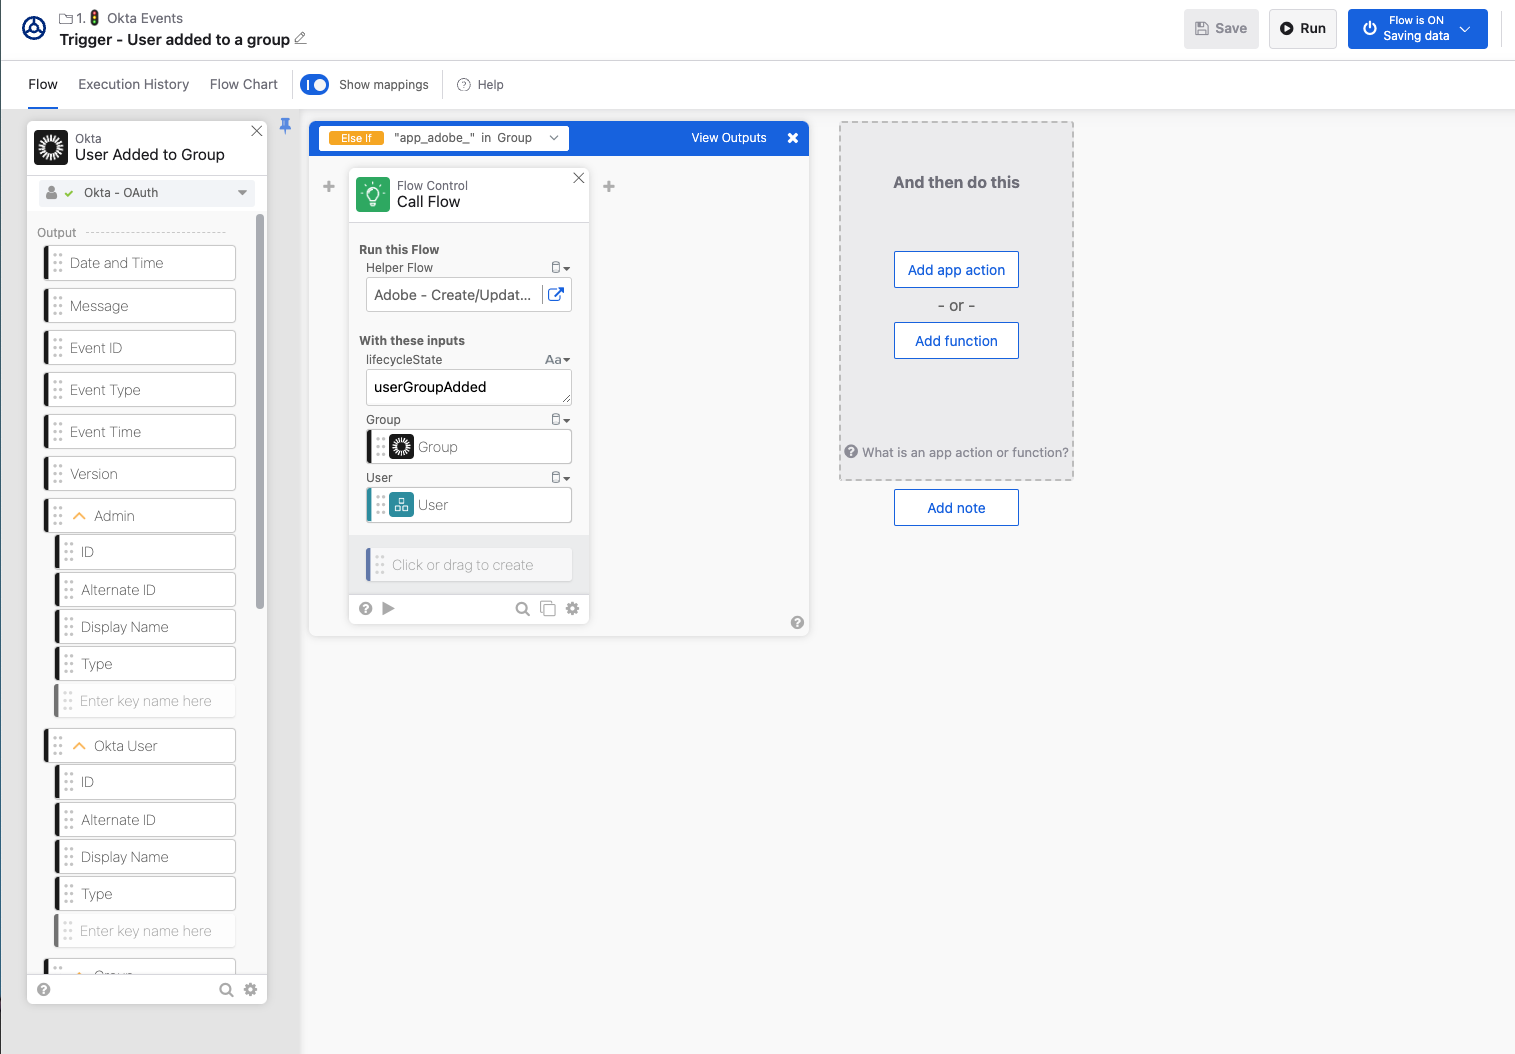 1. 🚦 Okta Events
Trigger - User added to a group
Save
Run
Flow is ON
Saving data
Flow
Execution History
Flow Chart
Show mappings
Help
Okta
User Added to Group
Okta - OAuth
Output
Date and Time
Message
Event ID
Event Type
Event Time
Version
Admin
ID
Alternate ID
Display Name
Type
Enter key name here
Okta User
ID
Alternate ID
Display Name
Type
Enter key name here
Group
Else If "app_adobe_" in Group
View Outputs
Flow Control
Call Flow
Run this Flow
Helper Flow
Adobe - Create/Updat...
With these inputs
lifecycleState Aa
userGroupAdded
Group
Group
User
User
Click or drag to create
And then do this
Add app action
- or -
Add function
What is an app action or function?
Add note